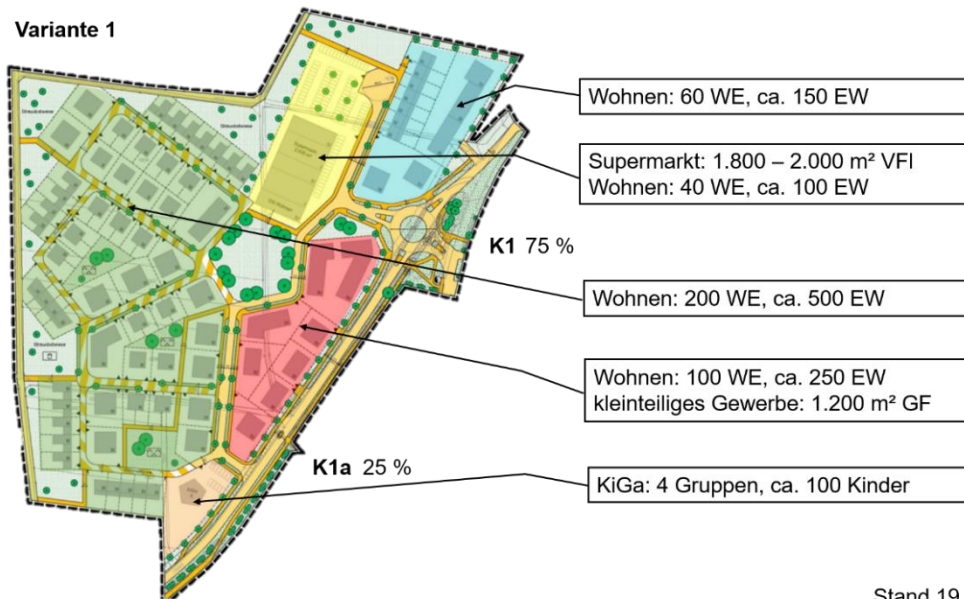 Variante 1
Wohnen: 60 WE, ca. 150 EW
Supermarkt: 1.800 – 2.000 m² VFl
Wohnen: 40 WE, ca. 100 EW
K1 75 %
Wohnen: 200 WE, ca. 500 EW
Wohnen: 100 WE, ca. 250 EW
kleinteiliges Gewerbe: 1.200 m² GF
K1a 25 %
KiGa: 4 Gruppen, ca. 100 Kinder
Stand 19